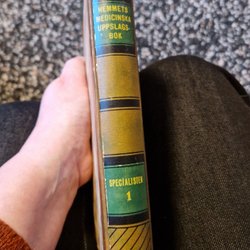 HEMMETS
MEDICINSKA
UPPSLAGS-
BOK
SPECIALISTEN
1